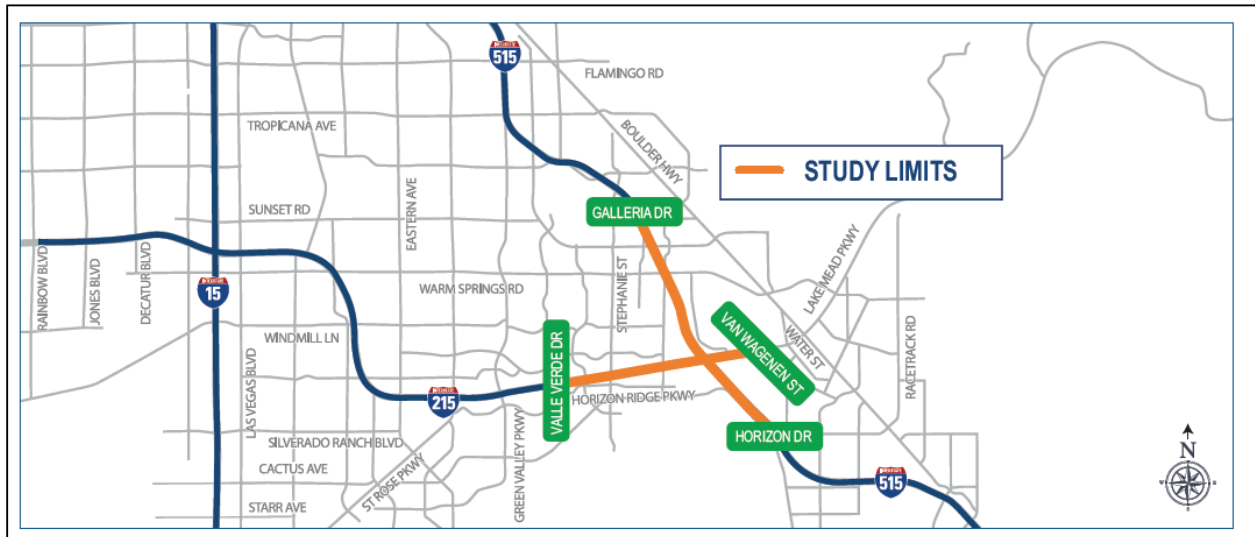 515
FLAMINGO RD
TROPICANA AVE
BOULDER HWY
STUDY LIMITS
SUNSET RD
EASTERN AVE
GALLERIA DR
RAINBOW BLVD
JONES BLVD
DECATUR BLVD
15
WARM SPRINGS RD
STEPHANIE ST
LAKE MEAD PKWY
WINDMILL LN
VALLE VERDE DR
VAN WAGENEN ST
WATER ST
RACETRACK RD
LAS VEGAS BLVD
215
HORIZON RIDGE PKWY
SILVERADO RANCH BLVD
GREEN VALLEY PKWY
HORIZON DR
N
CACTUS AVE
ST ROSE PKWY
515
STARR AVE